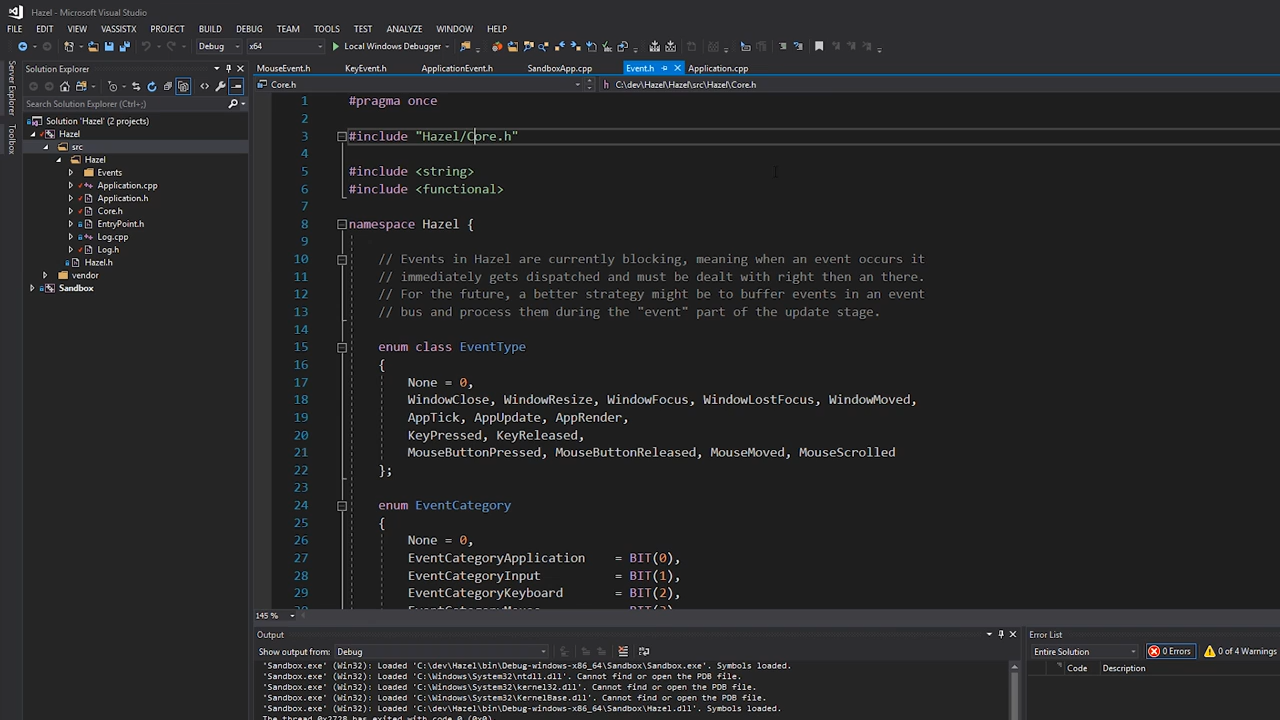 Hazel - Microsoft Visual Studio
FILE EDIT VIEW VASSISTX PROJECT BUILD DEBUG TEAM TOOLS TEST ANALYZE WINDOW HELP
Debug x64 Local Windows Debugger
Server Explorer
Toolbox
Solution Explorer
Search Solution Explorer (Ctrl+;)
Solution 'Hazel' (2 projects)
Hazel
src
Hazel
Events
Application.cpp
Application.h
Core.h
EntryPoint.h
Log.cpp
Log.h
Hazel.h
vendor
Sandbox
MouseEvent.h KeyEvent.h ApplicationEvent.h SandboxApp.cpp Event.h Application.cpp
Core.h C:\dev\Hazel\Hazel\src\Hazel\Core.h
1 #pragma once
2
3 #include "Hazel/Core.h"
4
5 #include <string>
6 #include <functional>
7
8 namespace Hazel {
9
10 // Events in Hazel are currently blocking, meaning when an event occurs it
11 // immediately gets dispatched and must be dealt with right then an there.
12 // For the future, a better strategy might be to buffer events in an event
13 // bus and process them during the "event" part of the update stage.
14
15 enum class EventType
16 {
17 None = 0,
18 WindowClose, WindowResize, WindowFocus, WindowLostFocus, WindowMoved,
19 AppTick, AppUpdate, AppRender,
20 KeyPressed, KeyReleased,
21 MouseButtonPressed, MouseButtonReleased, MouseMoved, MouseScrolled
22 };
23
24 enum EventCategory
25 {
26 None = 0,
27 EventCategoryApplication = BIT(0),
28 EventCategoryInput = BIT(1),
29 EventCategoryKeyboard = BIT(2),
145 %
Output
Show output from: Debug
'Sandbox.exe' (Win32): Loaded 'C:\dev\Hazel\bin\Debug-windows-x86_64\Sandbox\Sandbox.exe'. Symbols loaded.
'Sandbox.exe' (Win32): Loaded 'C:\Windows\System32\ntdll.dll'. Cannot find or open the PDB file.
'Sandbox.exe' (Win32): Loaded 'C:\Windows\System32\kernel32.dll'. Cannot find or open the PDB file.
'Sandbox.exe' (Win32): Loaded 'C:\Windows\System32\KernelBase.dll'. Cannot find or open the PDB file.
'Sandbox.exe' (Win32): Loaded 'C:\dev\Hazel\bin\Debug-windows-x86_64\Sandbox\Hazel.dll'. Symbols loaded.
Error List
Entire Solution 0 Errors 0 of 4 Warnings
Code Description